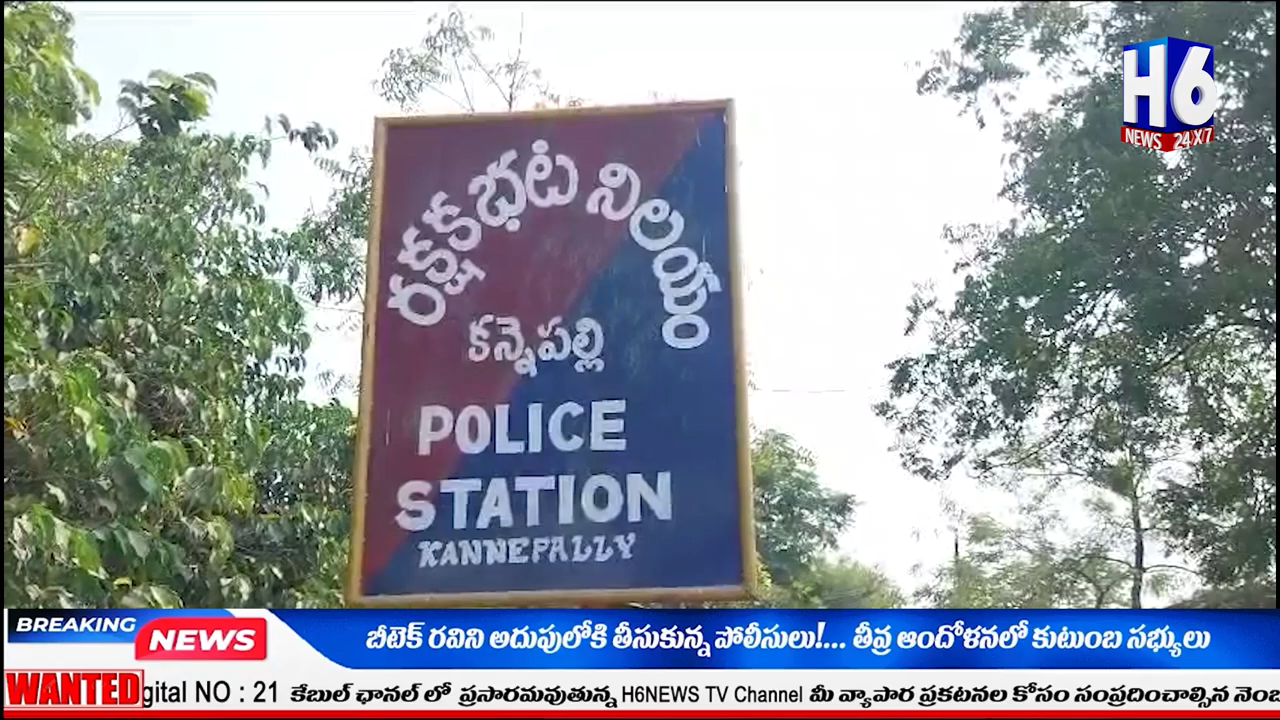 H6
NEWS 24X7
రక్షకభట నిలయం
కన్నెపల్లి
POLICE
STATION
KANNEPALLY
BREAKING
NEWS
బీటెక్ రవిని అదుపులోకి తీసుకున్న పోలీసులు!... తీవ్ర ఆందోళనలో కుటుంబ సభ్యులు
WANTED
igital NO : 21 కేబుల్ ఛానల్ లో ప్రసారమవుతున్న H6NEWS TV Channel మీ వ్యాపార ప్రకటనల కోసం సంప్రదించాల్సిన నెంబ